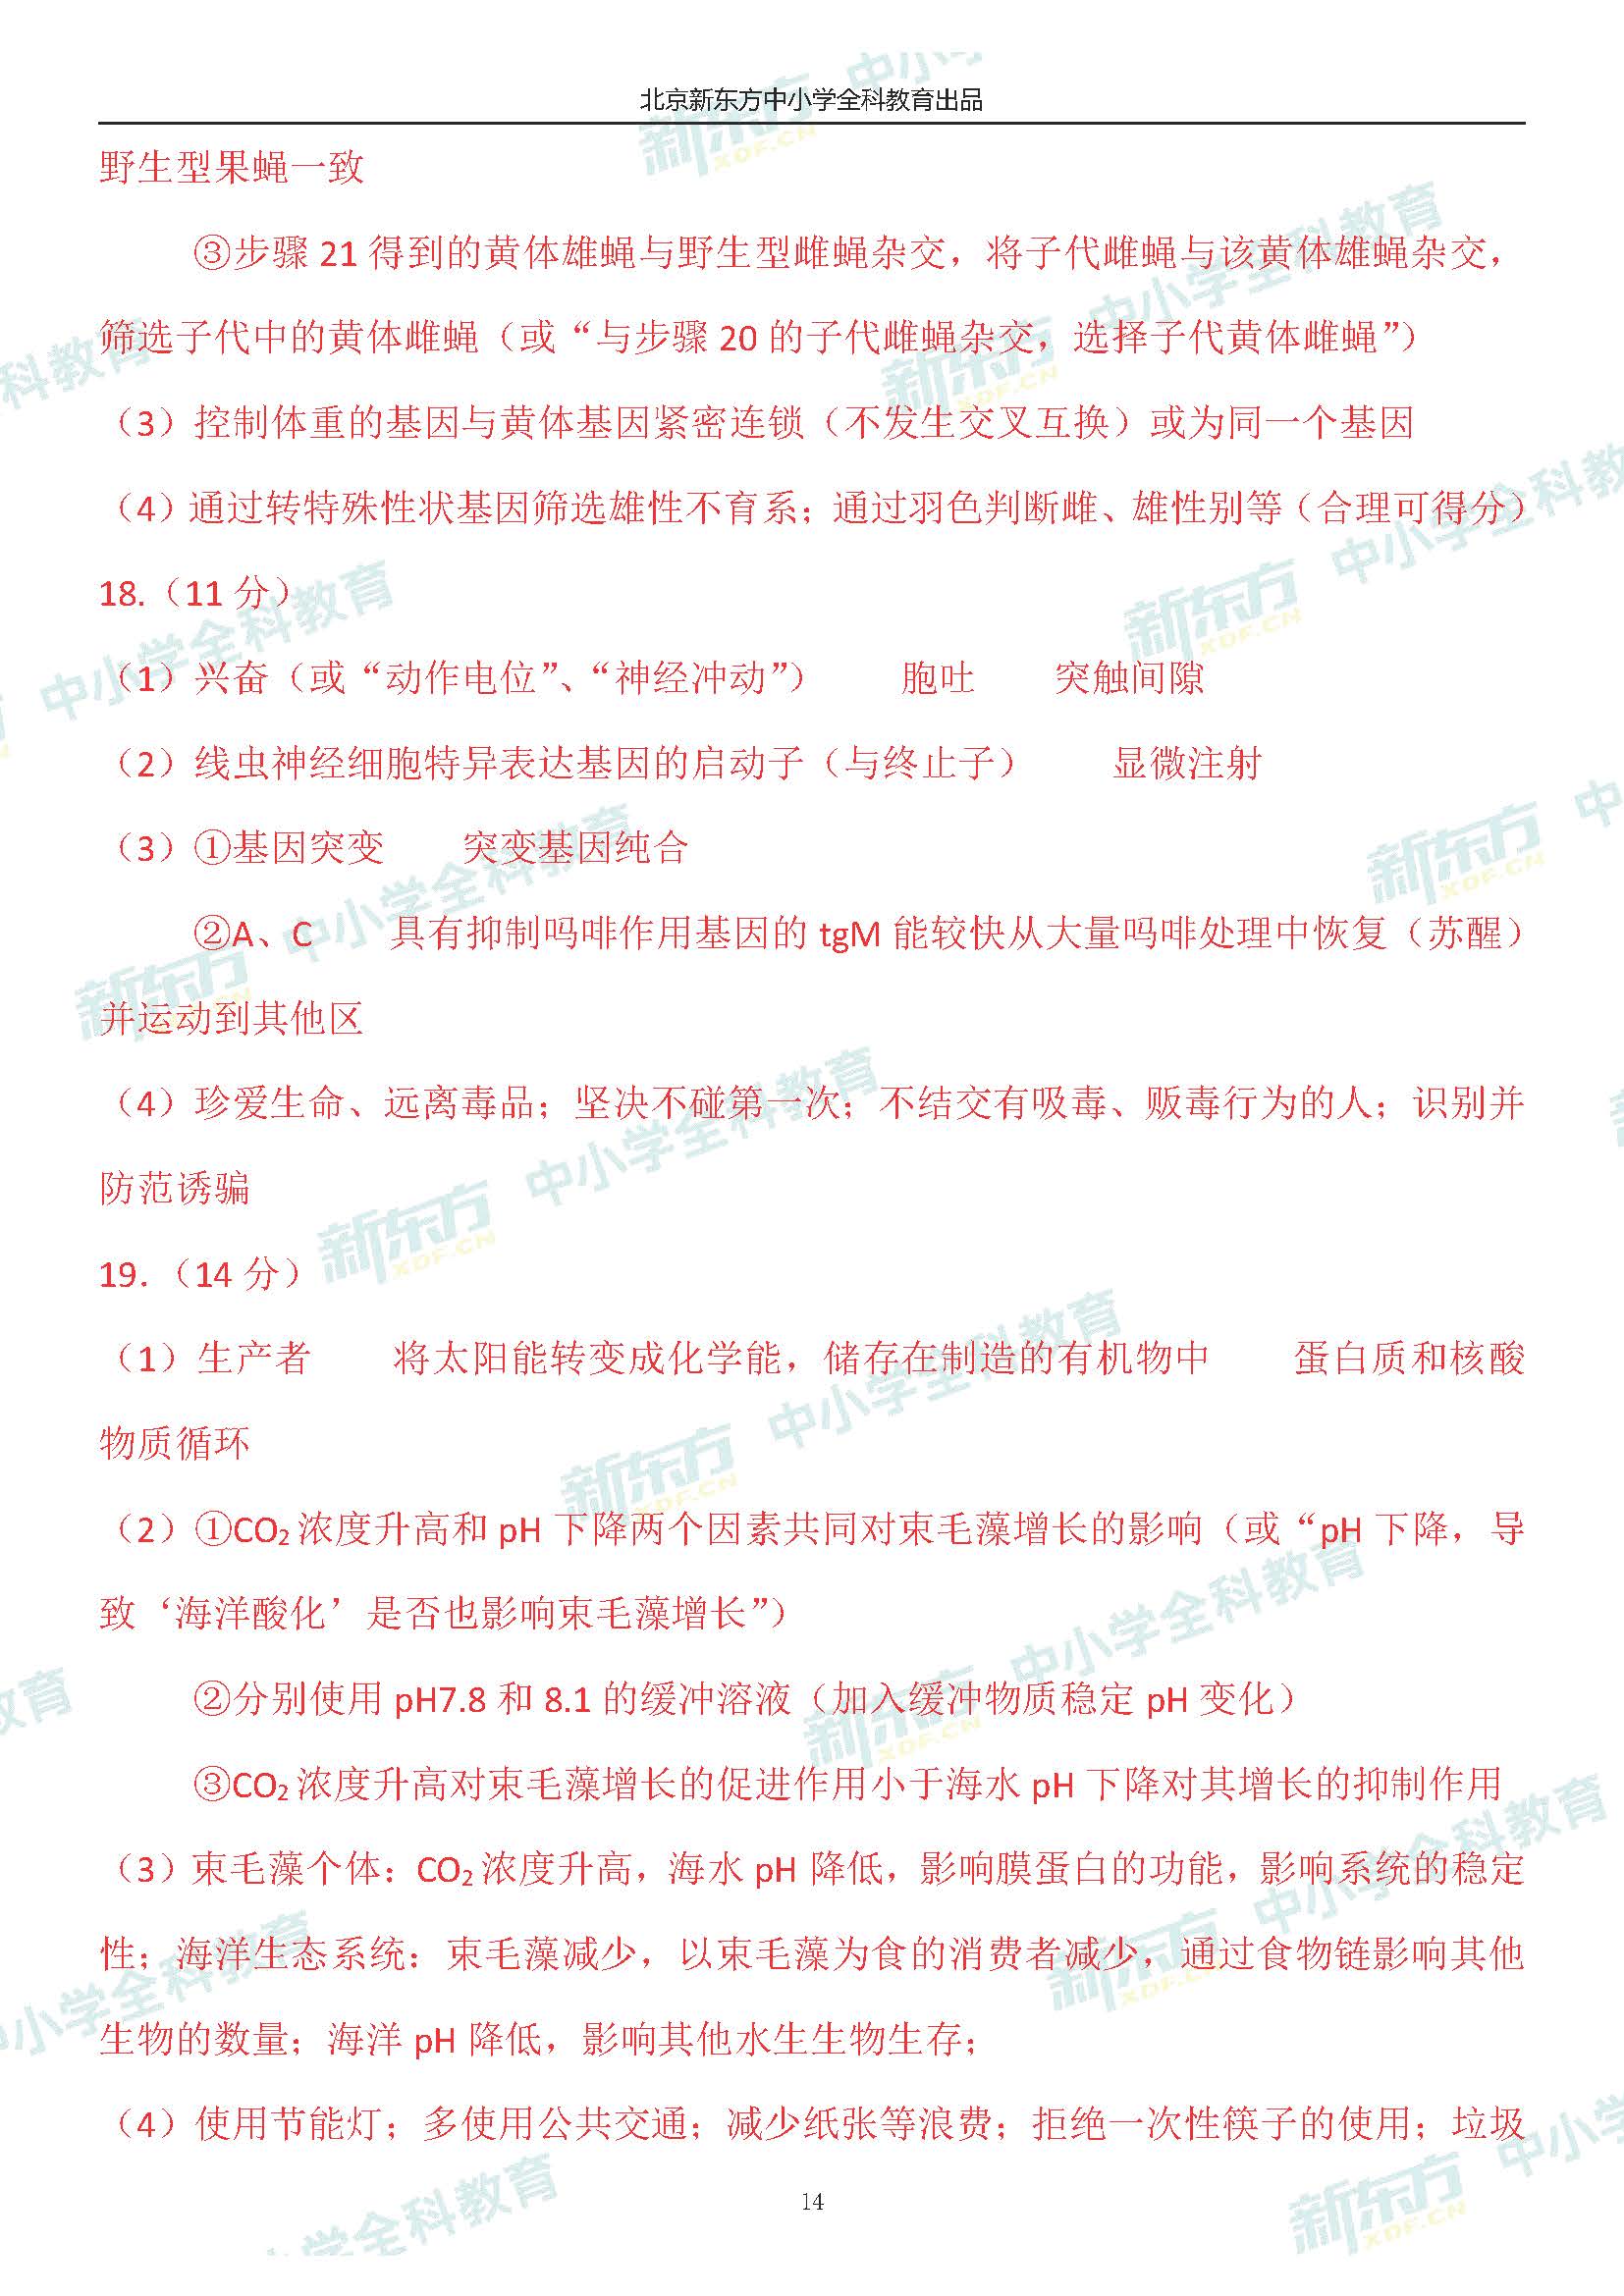 北京新东方中小学全科教育出品
野生型果蝇一致
③步骤 21 得到的黄体雄蝇与野生型雌蝇杂交，将子代雌蝇与该黄体雄蝇杂交，
筛选子代中的黄体雌蝇（或“与步骤 20 的子代雌蝇杂交，选择子代黄体雌蝇”）
（3）控制体重的基因与黄体基因紧密连锁（不发生交叉互换）或为同一个基因
（4）通过转特殊性状基因筛选雄性不育系；通过羽色判断雌、雄性别等（合理可得分）
18.（11 分）
（1）兴奋（或“动作电位”、“神经冲动”） 胞吐 突触间隙
（2）线虫神经细胞特异表达基因的启动子（与终止子） 显微注射
（3）①基因突变 突变基因纯合
②A、C 具有抑制吗啡作用基因的 tgM 能较快从大量吗啡处理中恢复（苏醒）
并运动到其他区
（4）珍爱生命、远离毒品；坚决不碰第一次；不结交有吸毒、贩毒行为的人；识别并
防范诱骗
19.（14 分）
（1）生产者 将太阳能转变成化学能，储存在制造的有机物中 蛋白质和核酸
物质循环
（2）①CO₂浓度升高和 pH 下降两个因素共同对束毛藻增长的影响（或“pH 下降，导
致‘海洋酸化’是否也影响束毛藻增长”）
②分别使用 pH7.8 和 8.1 的缓冲溶液（加入缓冲物质稳定 pH 变化）
③CO₂浓度升高对束毛藻增长的促进作用小于海水 pH 下降对其增长的抑制作用
（3）束毛藻个体：CO₂浓度升高，海水 pH 降低，影响膜蛋白的功能，影响系统的稳定
性；海洋生态系统：束毛藻减少，以束毛藻为食的消费者减少，通过食物链影响其他
生物的数量；海洋 pH 降低，影响其他水生生物生存；
（4）使用节能灯；多使用公共交通；减少纸张等浪费；拒绝一次性筷子的使用；垃圾
14